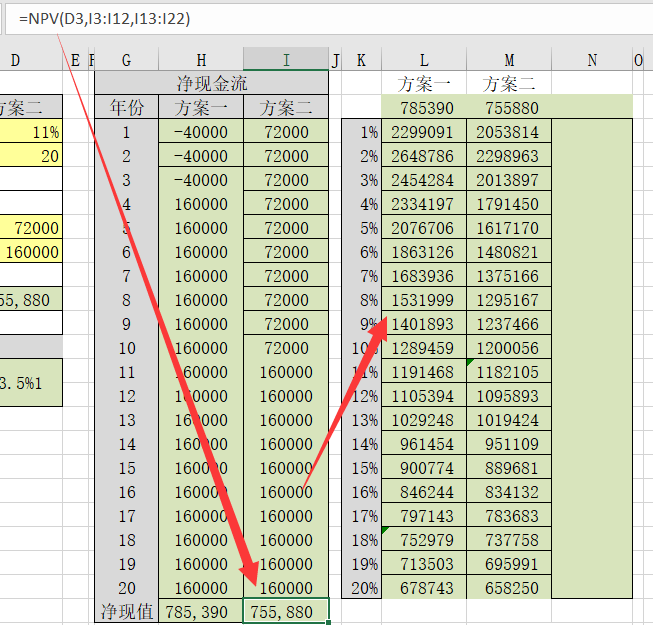 =NPV(D3,I3:I12,I13:I22)
D E F G H I J K L M N O
净现金流 方案一 方案二
方案二 年份 方案一 方案二 785390 755880
11% 1 -40000 72000 1% 2299091 2053814
20 2 -40000 72000 2% 2648786 2298963
3 -40000 72000 3% 2454284 2013897
4 160000 72000 4% 2334197 1791450
72000 5 160000 72000 5% 2076706 1617170
160000 6 160000 72000 6% 1863126 1480821
7 160000 72000 7% 1683936 1375166
55,880 8 160000 72000 8% 1531999 1295167
9 160000 72000 9% 1401893 1237466
10 160000 72000 10% 1289459 1200056
3.5%1 11 160000 160000 11% 1191468 1182105
12 160000 160000 12% 1105394 1095893
13 160000 160000 13% 1029248 1019424
14 160000 160000 14% 961454 951109
15 160000 160000 15% 900774 889681
16 160000 160000 16% 846244 834132
17 160000 160000 17% 797143 783683
18 160000 160000 18% 752979 737758
19 160000 160000 19% 713503 695991
20 160000 160000 20% 678743 658250
净现值 785,390 755,880